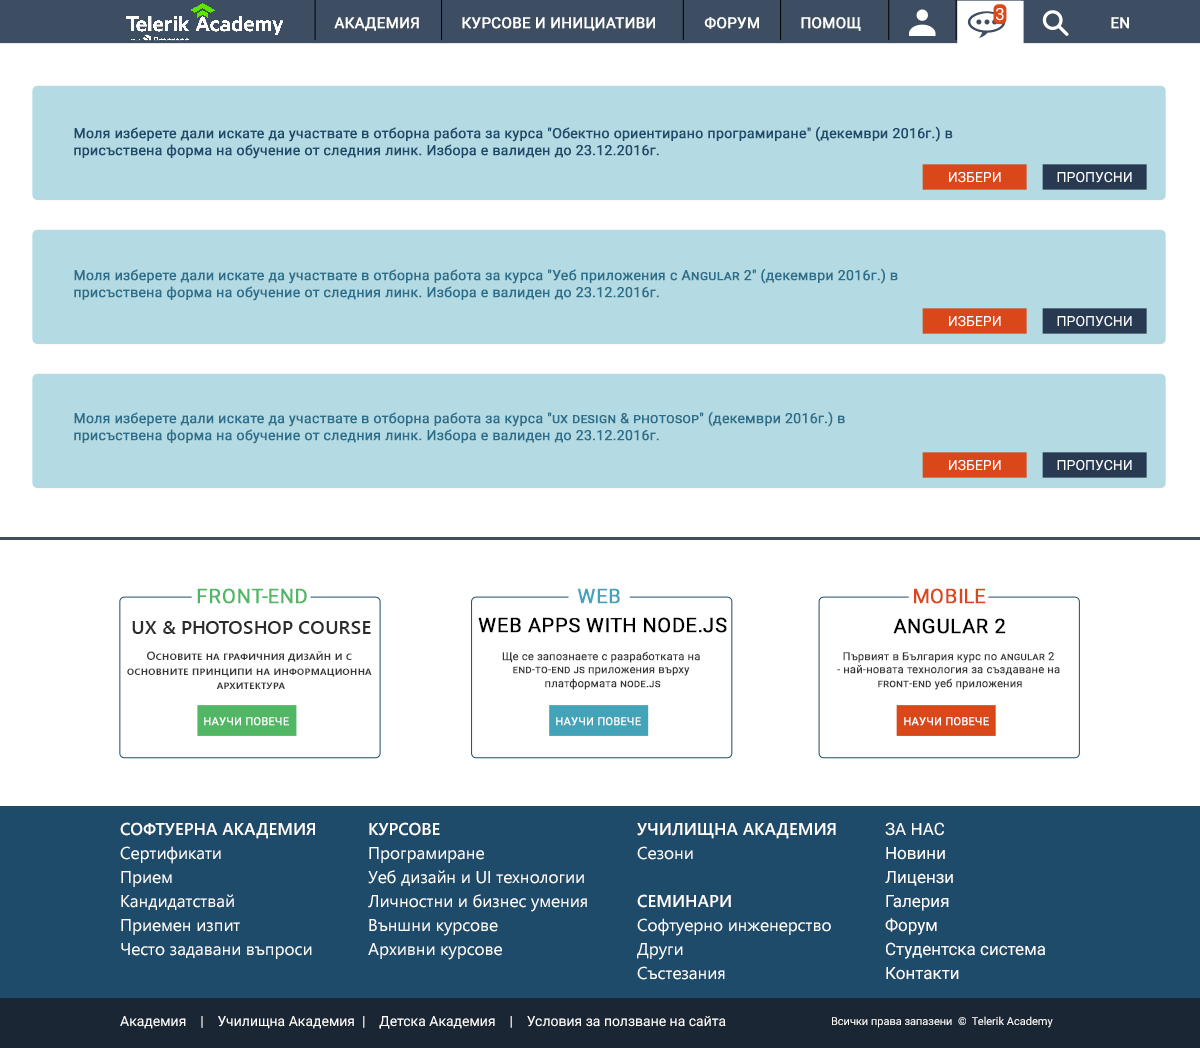 Telerik Academy
АКАДЕМИЯ
КУРСОВЕ И ИНИЦИАТИВИ
ФОРУМ
ПОМОЩ
3
EN
Моля изберете дали искате да участвате в отборна работа за курса "Обектно ориентирано програмиране" (декември 2016г.) в
присъствена форма на обучение от следния линк. Избора е валиден до 23.12.2016г.
ИЗБЕРИ
ПРОПУСНИ
Моля изберете дали искате да участвате в отборна работа за курса "Уеб приложения с Angular 2" (декември 2016г.) в
присъствена форма на обучение от следния линк. Избора е валиден до 23.12.2016г.
ИЗБЕРИ
ПРОПУСНИ
Моля изберете дали искате да участвате в отборна работа за курса "ux design & photosop" (декември 2016г.) в
присъствена форма на обучение от следния линк. Избора е валиден до 23.12.2016г.
ИЗБЕРИ
ПРОПУСНИ
FRONT-END
UX & PHOTOSHOP COURSE
Основите на графичния дизайн и с
основните принципи на информационна
архитектура
НАУЧИ ПОВЕЧЕ
WEB
WEB APPS WITH NODE.JS
Ще се запознаете с разработката на
END-TO-END JS приложения върху
платформата NODE.JS
НАУЧИ ПОВЕЧЕ
MOBILE
ANGULAR 2
Първият в България курс по ANGULAR 2
- най-новата технология за създаване на
FRONT-END уеб приложения
НАУЧИ ПОВЕЧЕ
СОФТУЕРНА АКАДЕМИЯ
Сертификати
Прием
Кандидатствай
Приемен изпит
Често задавани въпроси
КУРСОВЕ
Програмиране
Уеб дизайн и UI технологии
Личностни и бизнес умения
Външни курсове
Архивни курсове
УЧИЛИЩНА АКАДЕМИЯ
Сезони
СЕМИНАРИ
Софтуерно инженерство
Други
Състезания
ЗА НАС
Новини
Лицензи
Галерия
Форум
Студентска система
Контакти
Академия | Училищна Академия | Детска Академия | Условия за ползване на сайта
Всички права запазени © Telerik Academy